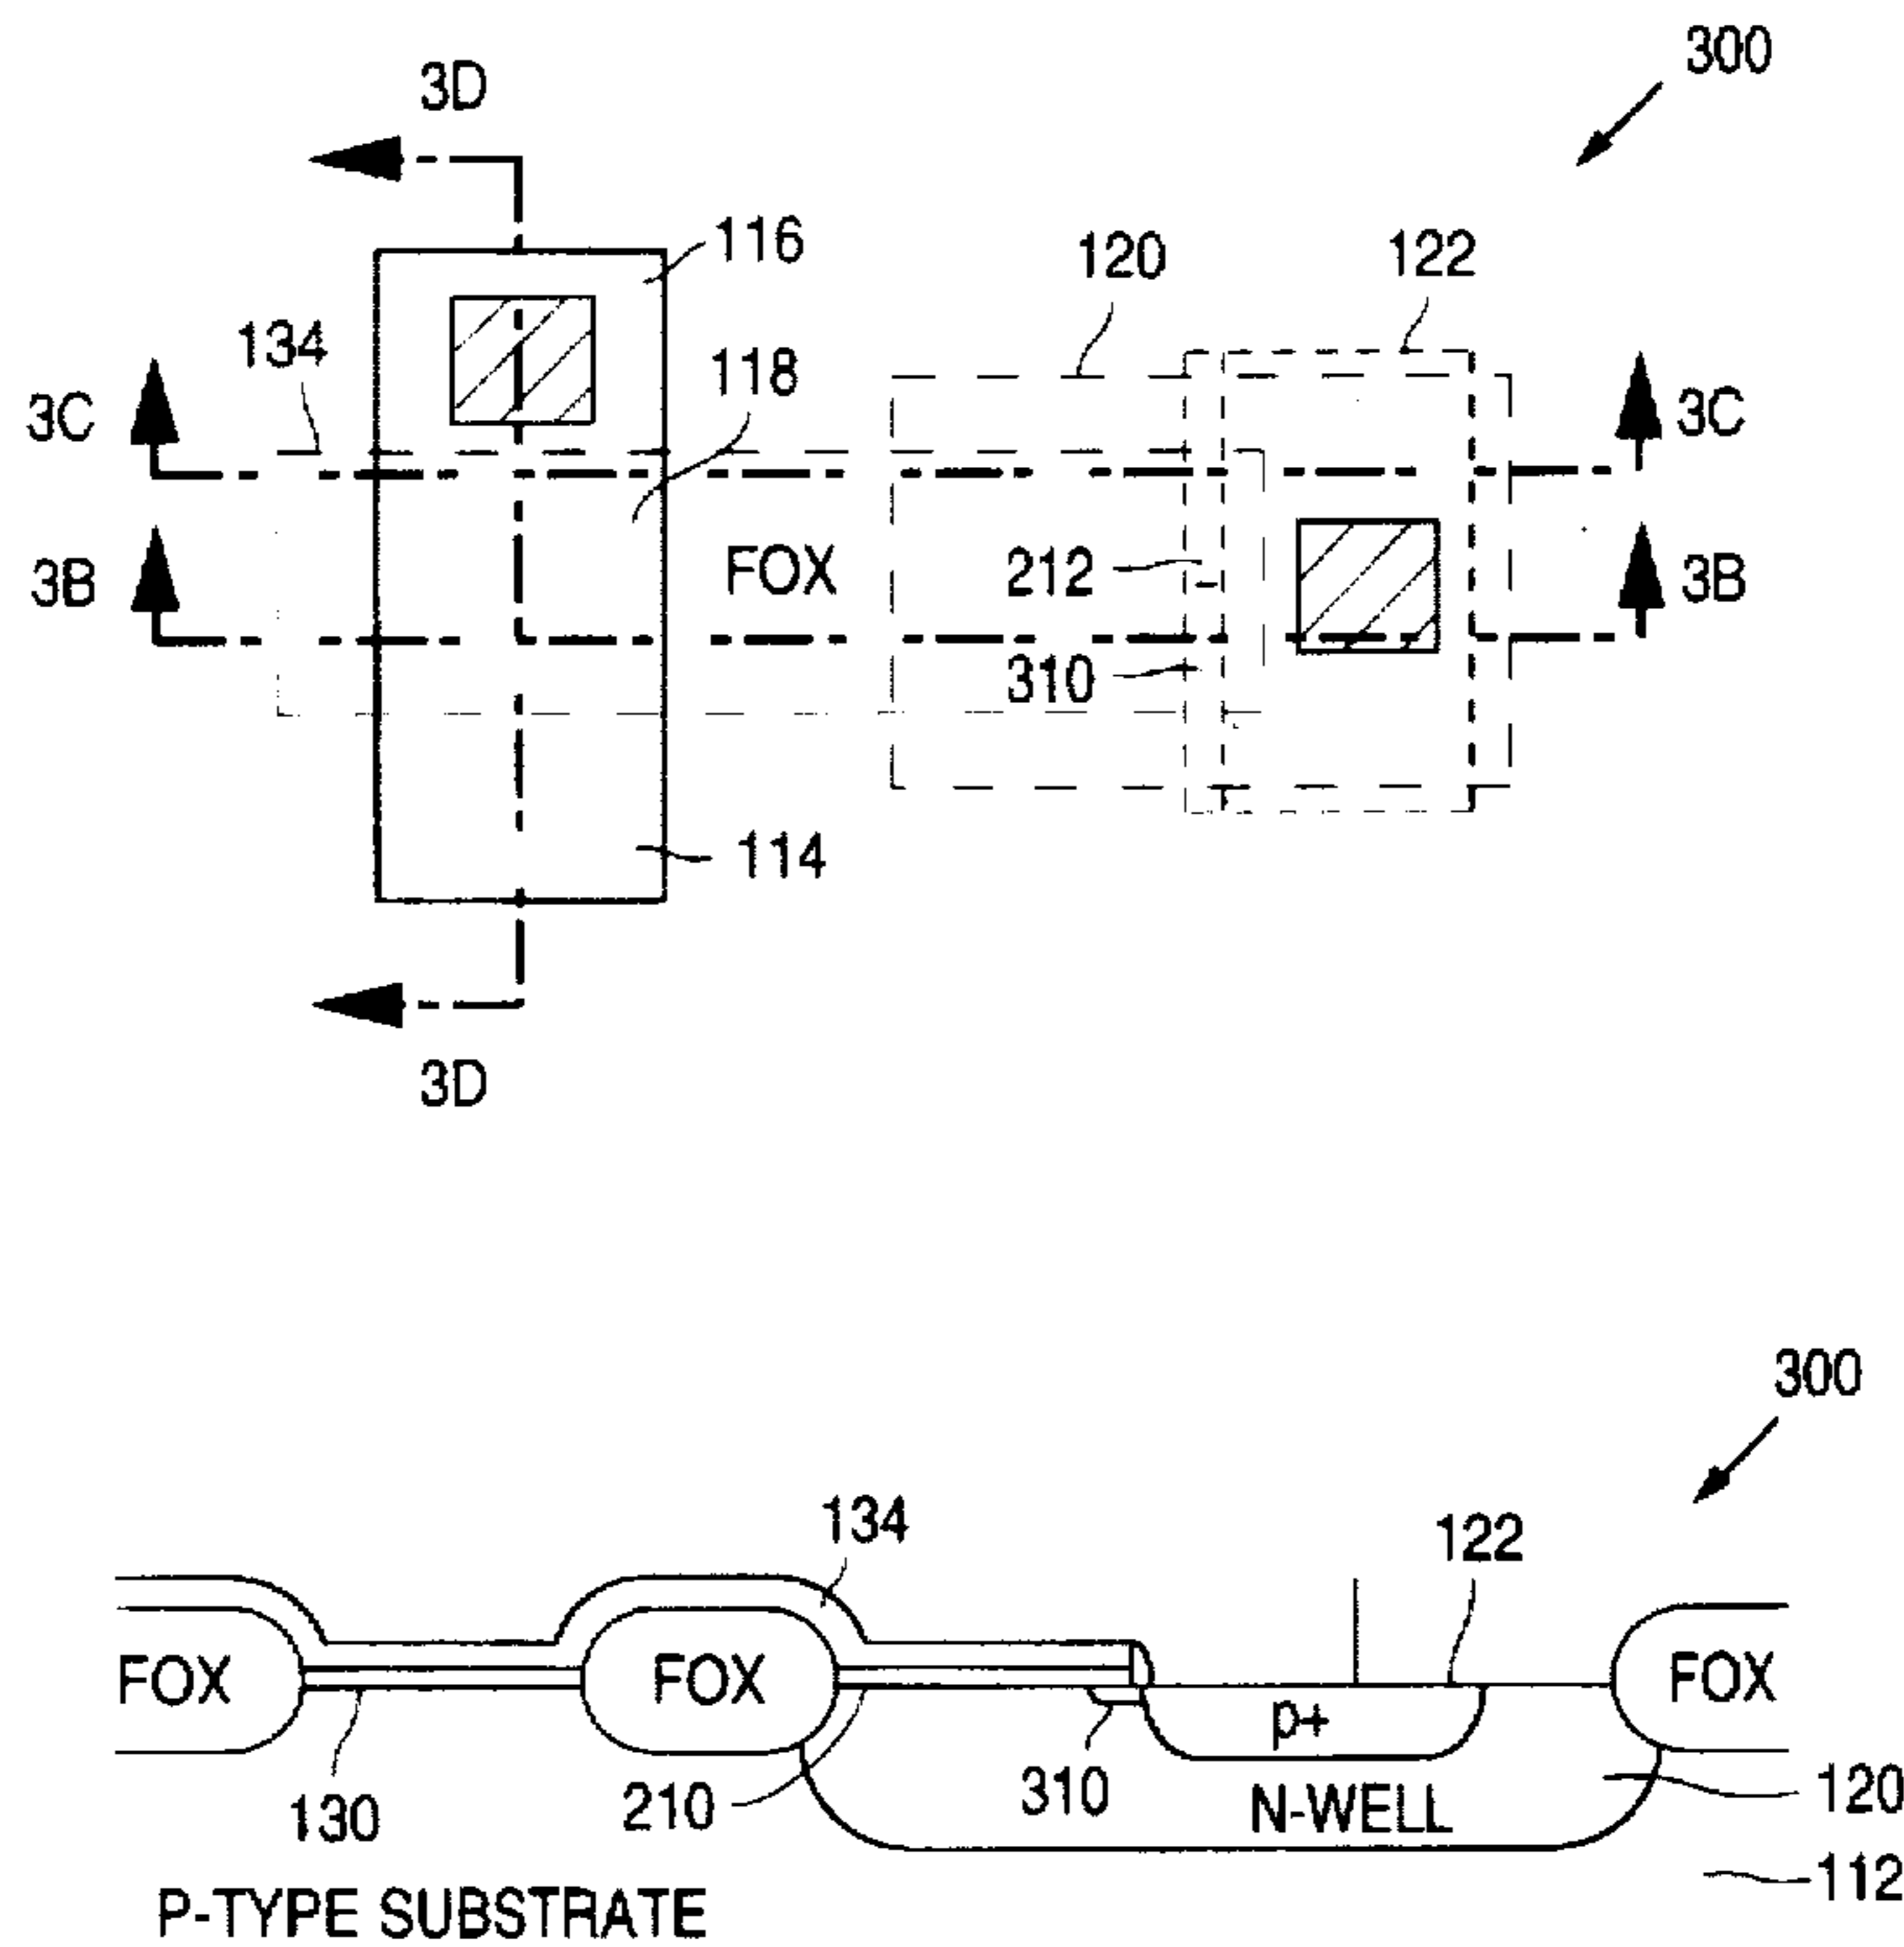 300
3D
116
120
122
134
118
3C
3C
FOX
212
3B
3B
310
114
3D
300
134
122
FOX
FOX
FOX
p+
310
120
210
N-WELL
130
112
P-TYPE SUBSTRATE